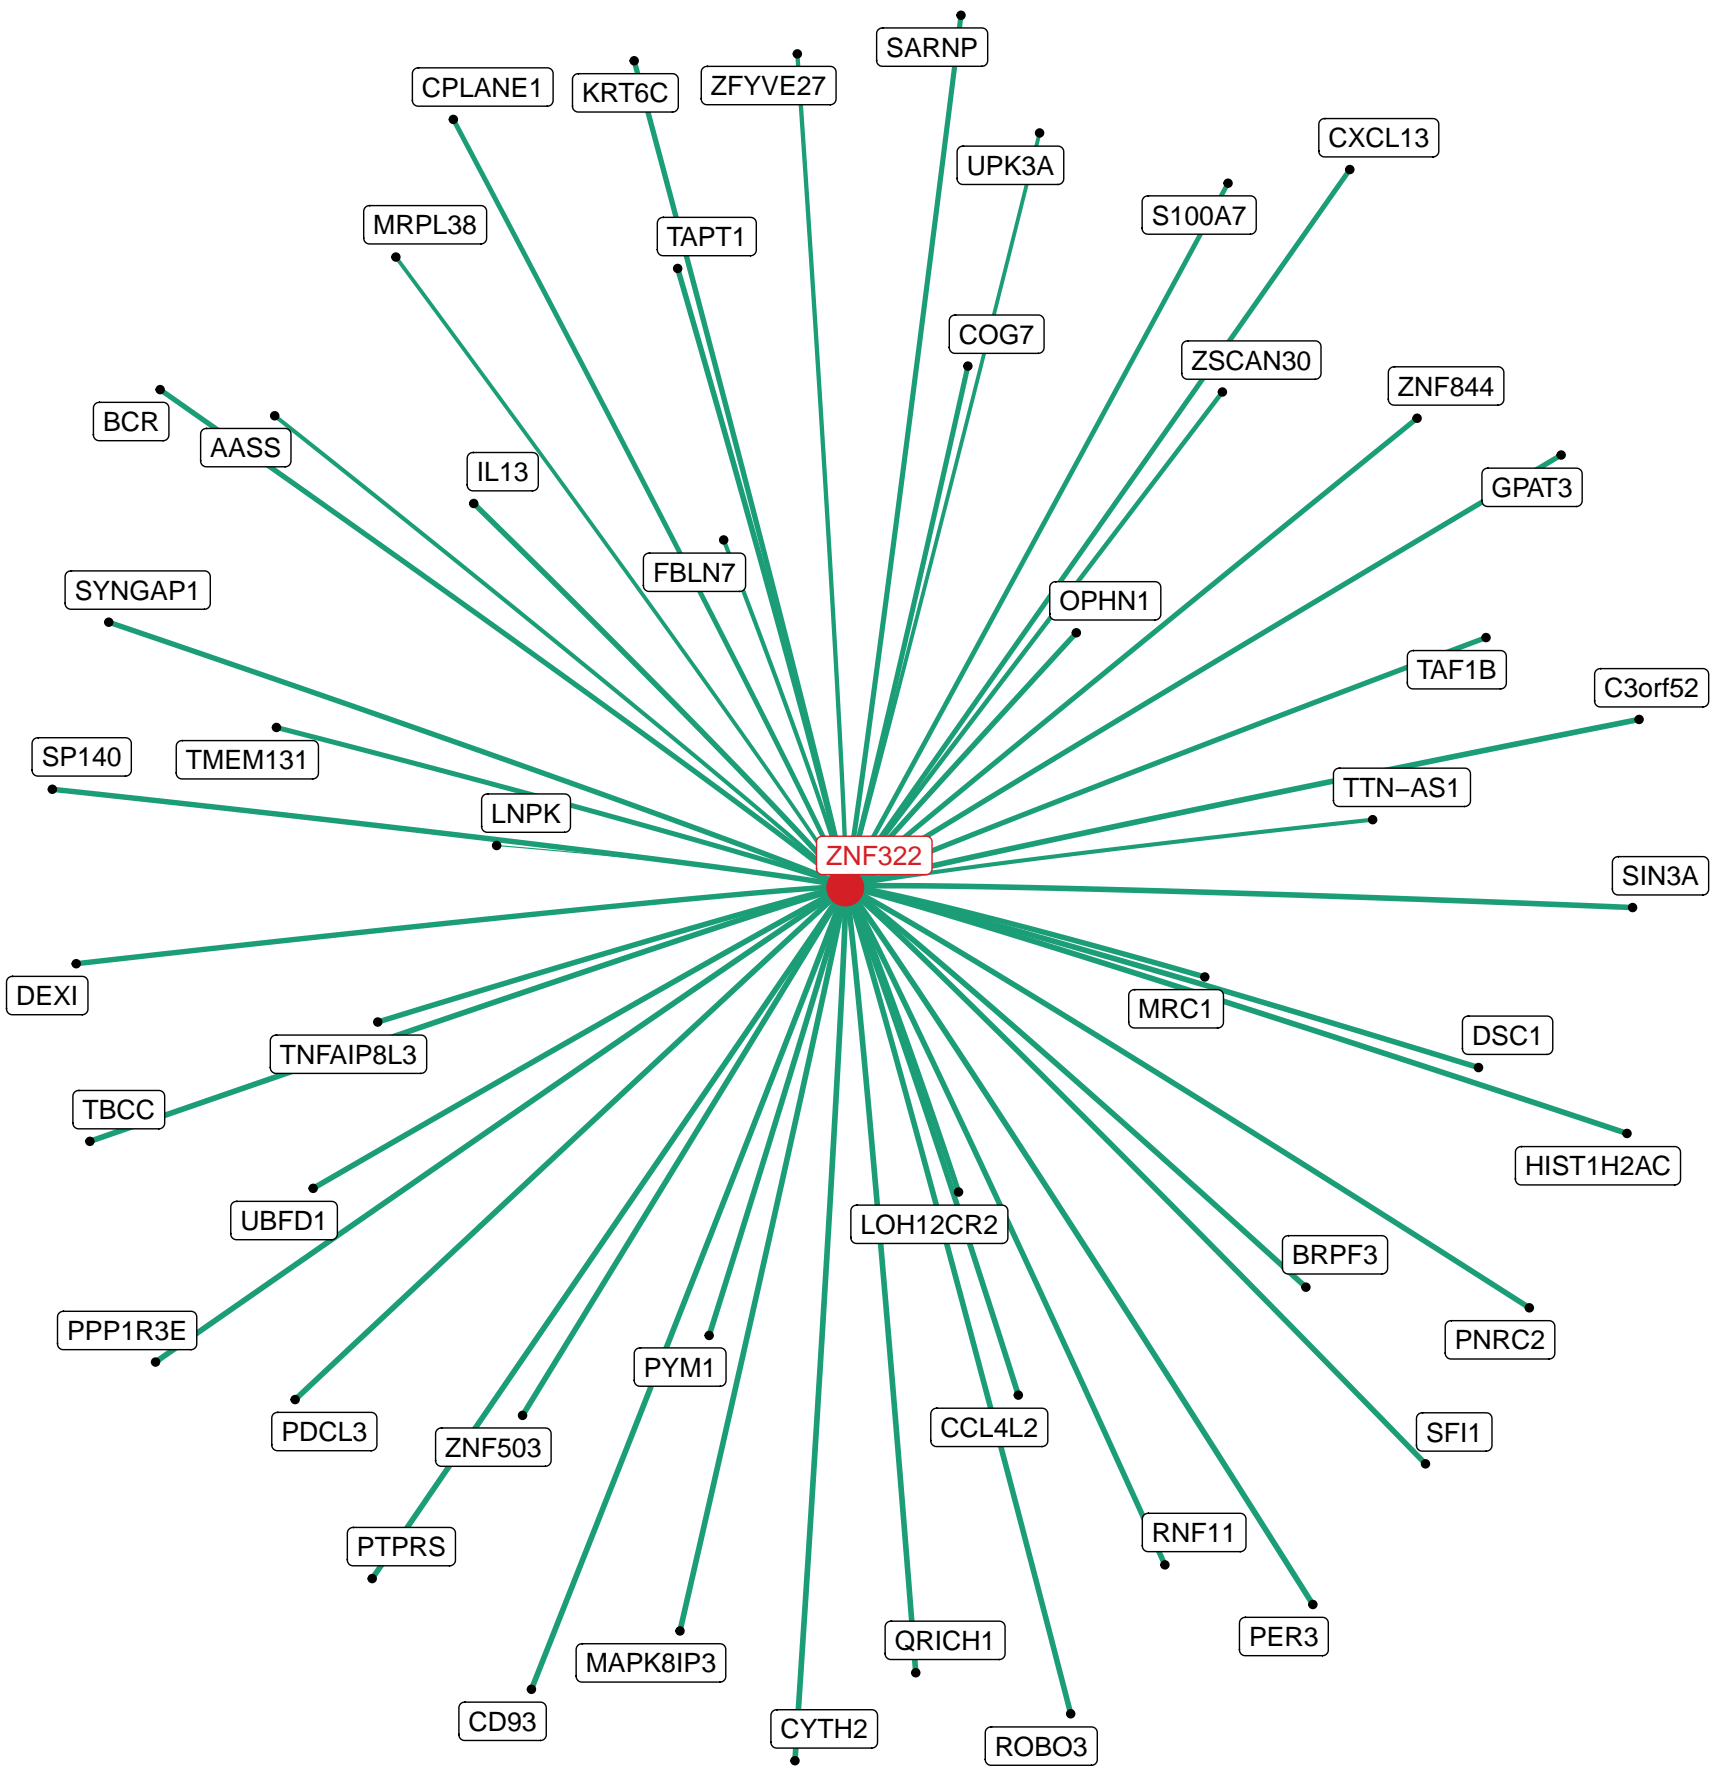 SARNP
CPLANE1
KRT6C
ZFYVE27
CXCL13
UPK3A
S100A7
MRPL38
TAPT1
COG7
ZSCAN30
ZNF844
BCR
AASS
IL13
GPAT3
FBLN7
SYNGAP1
OPHN1
TAF1B
C3orf52
SP140
TMEM131
TTN−AS1
LNPK
ZNF322
SIN3A
DEXI
MRC1
DSC1
TNFAIP8L3
TBCC
HIST1H2AC
UBFD1
LOH12CR2
BRPF3
PPP1R3E
PNRC2
PYM1
CCL4L2
PDCL3
SFI1
ZNF503
RNF11
PTPRS
QRICH1
PER3
MAPK8IP3
CD93
CYTH2
ROBO3